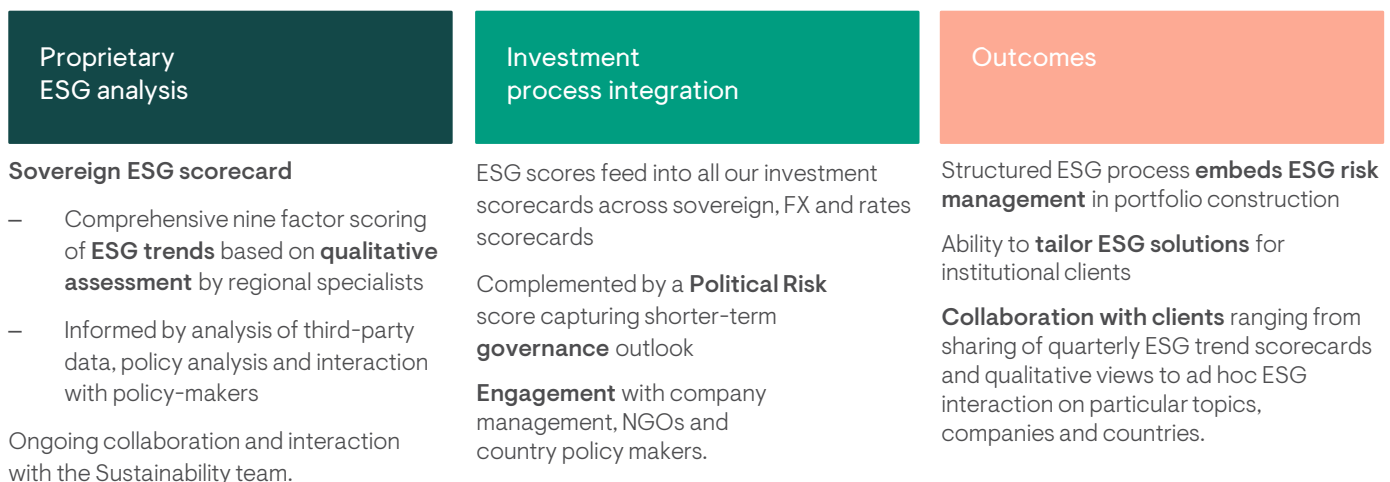 Proprietary
ESG analysis
Sovereign ESG scorecard
– Comprehensive nine factor scoring
of ESG trends based on qualitative
assessment by regional specialists
– Informed by analysis of third-party
data, policy analysis and interaction
with policy-makers
Ongoing collaboration and interaction
with the Sustainability team.
Investment
process integration
ESG scores feed into all our investment
scorecards across sovereign, FX and rates
scorecards
Complemented by a Political Risk
score capturing shorter-term
governance outlook
Engagement with company
management, NGOs and
country policy makers.
Outcomes
Structured ESG process embeds ESG risk
management in portfolio construction
Ability to tailor ESG solutions for
institutional clients
Collaboration with clients ranging from
sharing of quarterly ESG trend scorecards
and qualitative views to ad hoc ESG
interaction on particular topics,
companies and countries.